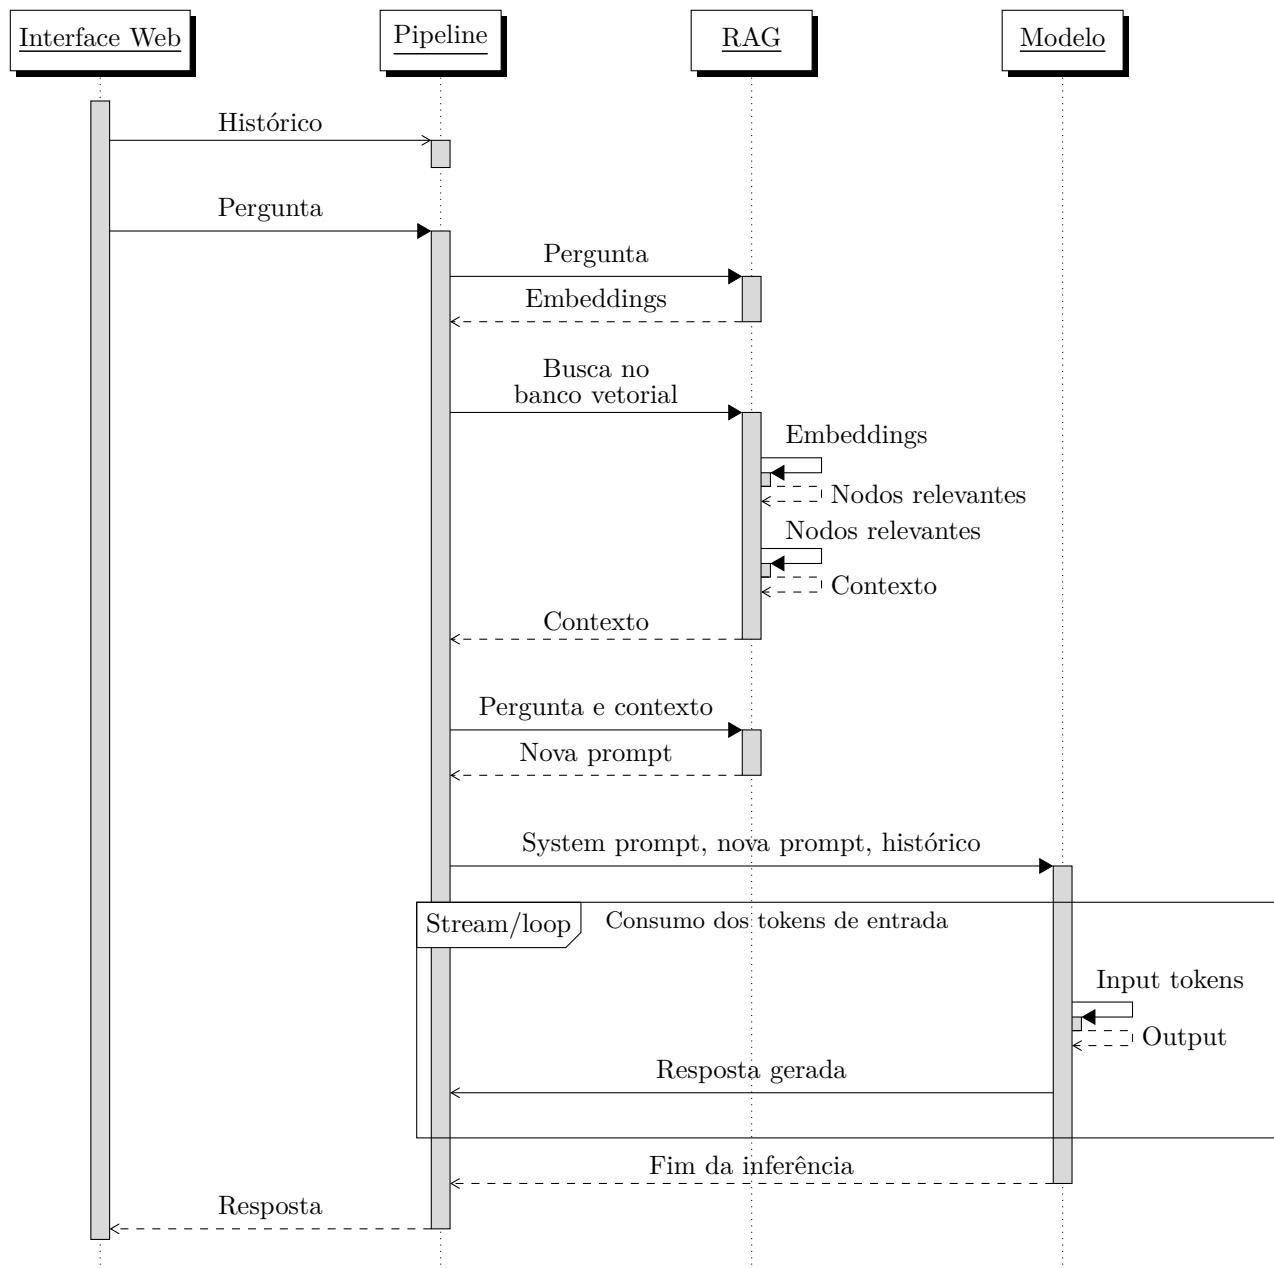 Interface Web
Pipeline
RAG
Modelo
Histórico
Pergunta
Pergunta
Embeddings
Busca no
banco vetorial
Embeddings
Nodos relevantes
Nodos relevantes
Contexto
Contexto
Pergunta e contexto
Nova prompt
System prompt, nova prompt, histórico
Stream/loop
Consumo dos tokens de entrada
Input tokens
Output
Resposta gerada
Fim da inferência
Resposta